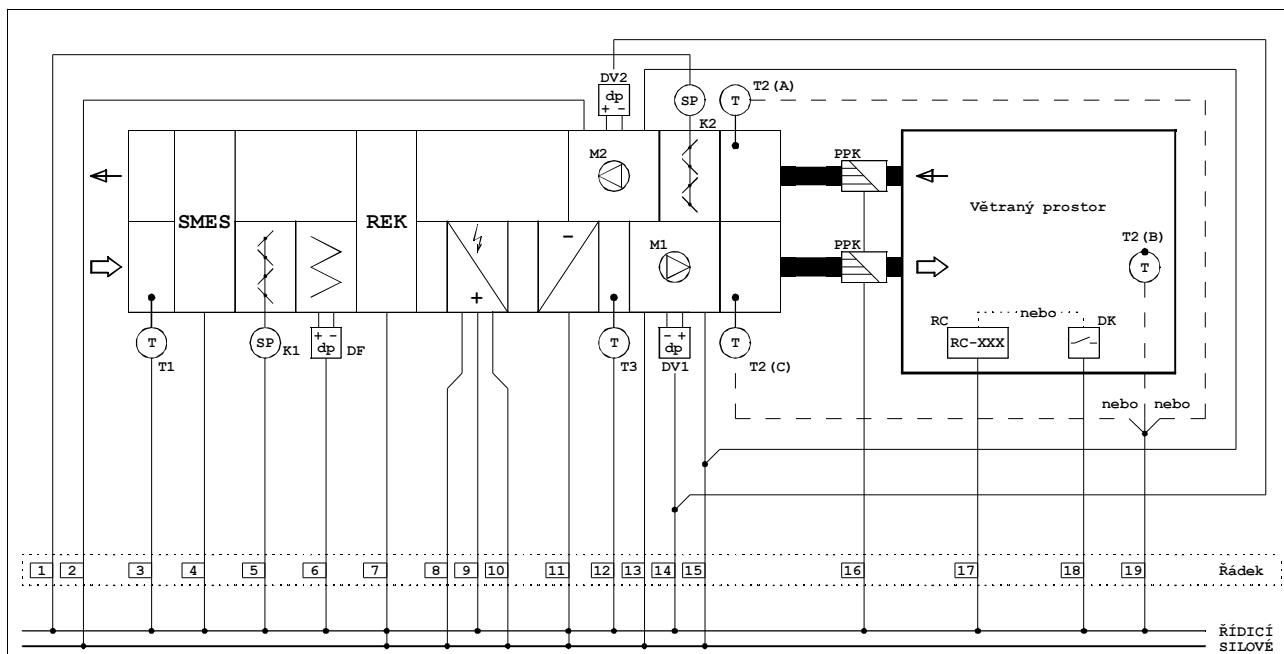 DV2
dp
+ -
SP
T
T2(A)
K2
M2
PPK
SMES
REK
Větraný prostor
-
+
M1
PPK
T2(B)
T
RC
nebo
DK
RC-XXX
T
T1
SP
K1
+ -
dp
DF
T
T3
- +
dp
DV1
T
T2(C)
nebo nebo
1 2 3 4 5 6 7 8 9 10 11 12 13 14 15 16 17 18 19 Řádek
ŘÍDICÍ
SILOVÉ